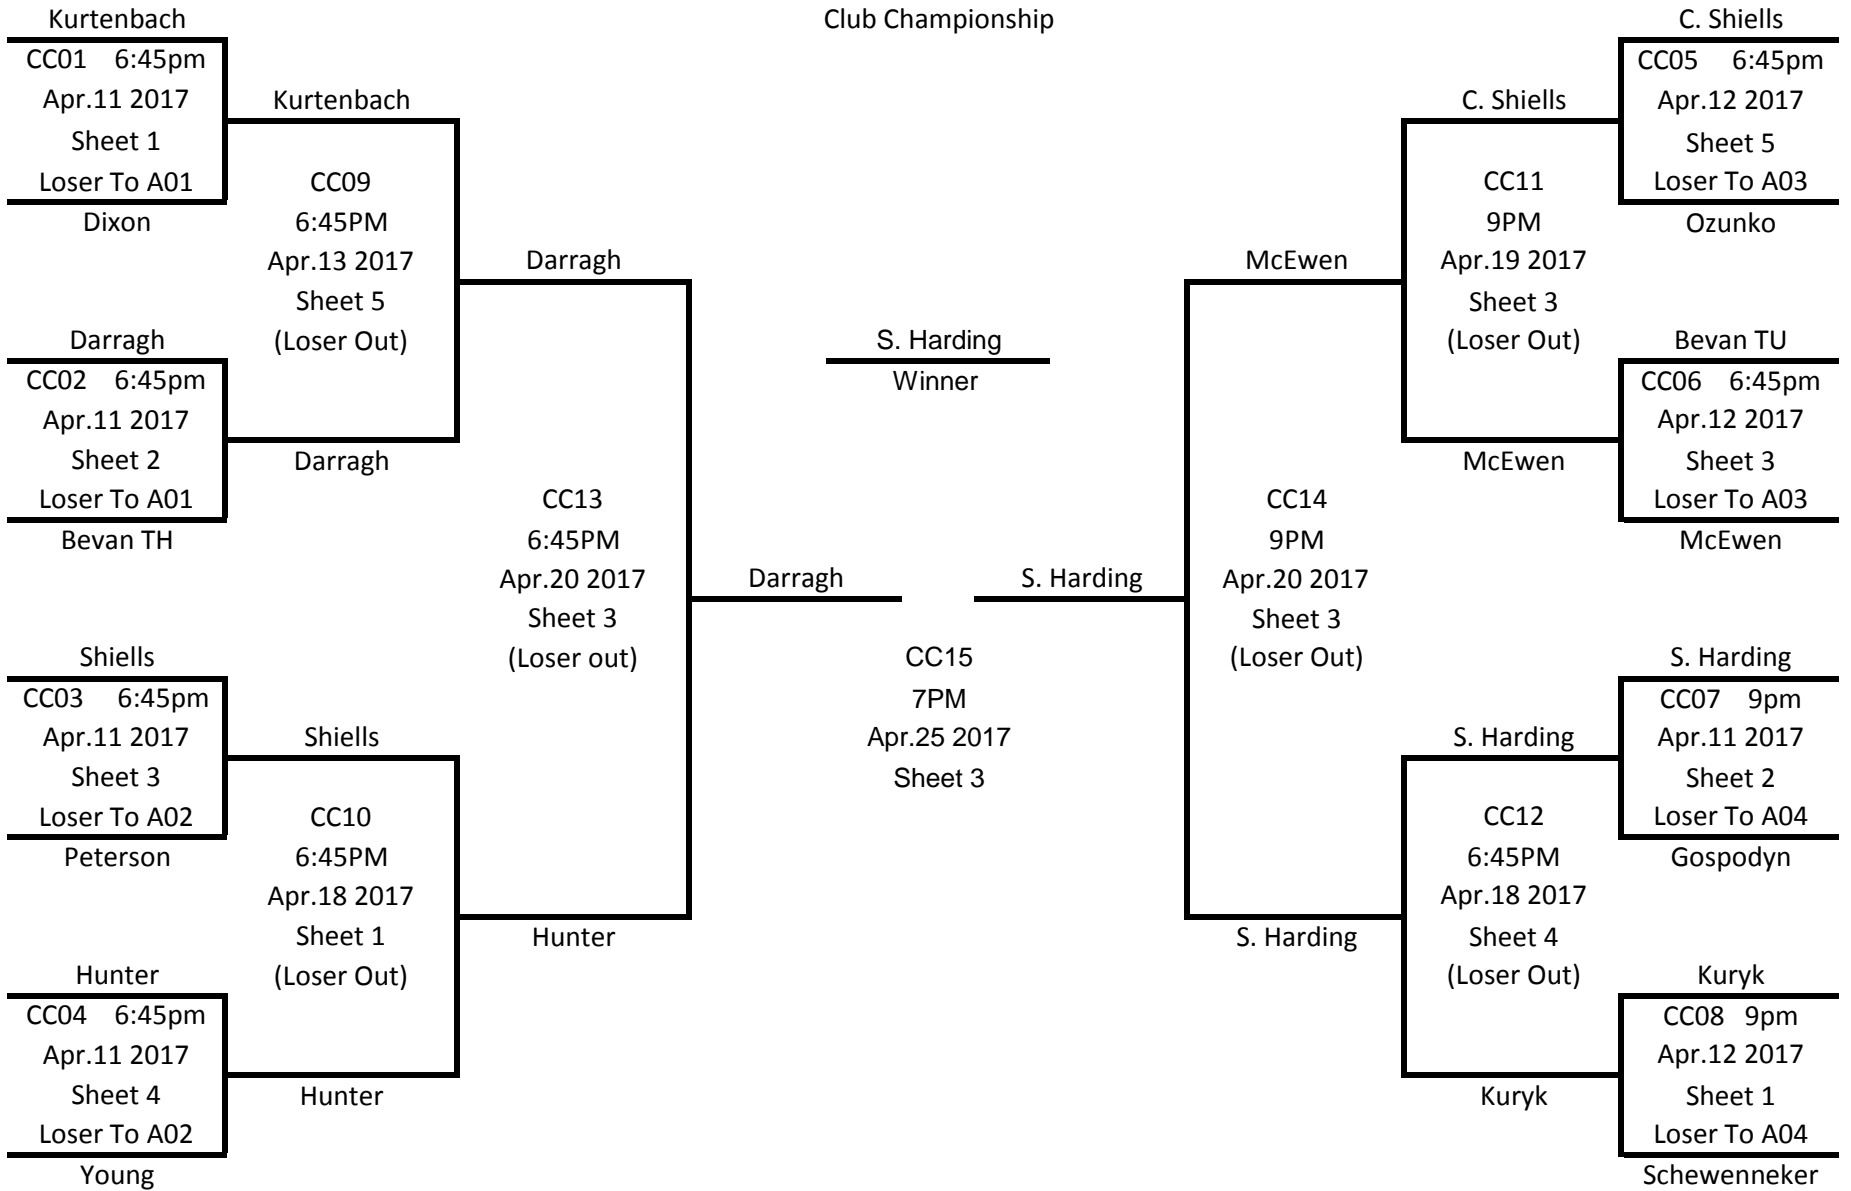 Club Championship
Kurtenbach
CC01 6:45pm
Apr.11 2017
Sheet 1
Loser To A01
Dixon
Darragh
CC02 6:45pm
Apr.11 2017
Sheet 2
Loser To A01
Bevan TH
Shiells
CC03 6:45pm
Apr.11 2017
Sheet 3
Loser To A02
Peterson
Hunter
CC04 6:45pm
Apr.11 2017
Sheet 4
Loser To A02
Young
Kurtenbach
CC09
6:45PM
Apr.13 2017
Sheet 5
(Loser Out)
Darragh
Shiells
CC10
6:45PM
Apr.18 2017
Sheet 1
(Loser Out)
Hunter
Darragh
CC13
6:45PM
Apr.20 2017
Sheet 3
(Loser out)
Hunter
S. Harding
Winner
Darragh
S. Harding
CC15
7PM
Apr.25 2017
Sheet 3
McEwen
CC14
9PM
Apr.20 2017
Sheet 3
(Loser Out)
S. Harding
C. Shiells
CC11
9PM
Apr.19 2017
Sheet 3
(Loser Out)
McEwen
S. Harding
CC12
6:45PM
Apr.18 2017
Sheet 4
(Loser Out)
Kuryk
C. Shiells
CC05 6:45pm
Apr.12 2017
Sheet 5
Loser To A03
Ozunko
Bevan TU
CC06 6:45pm
Apr.12 2017
Sheet 3
Loser To A03
McEwen
S. Harding
CC07 9pm
Apr.11 2017
Sheet 2
Loser To A04
Gospodyn
Kuryk
CC08 9pm
Apr.12 2017
Sheet 1
Loser To A04
Schewenneker